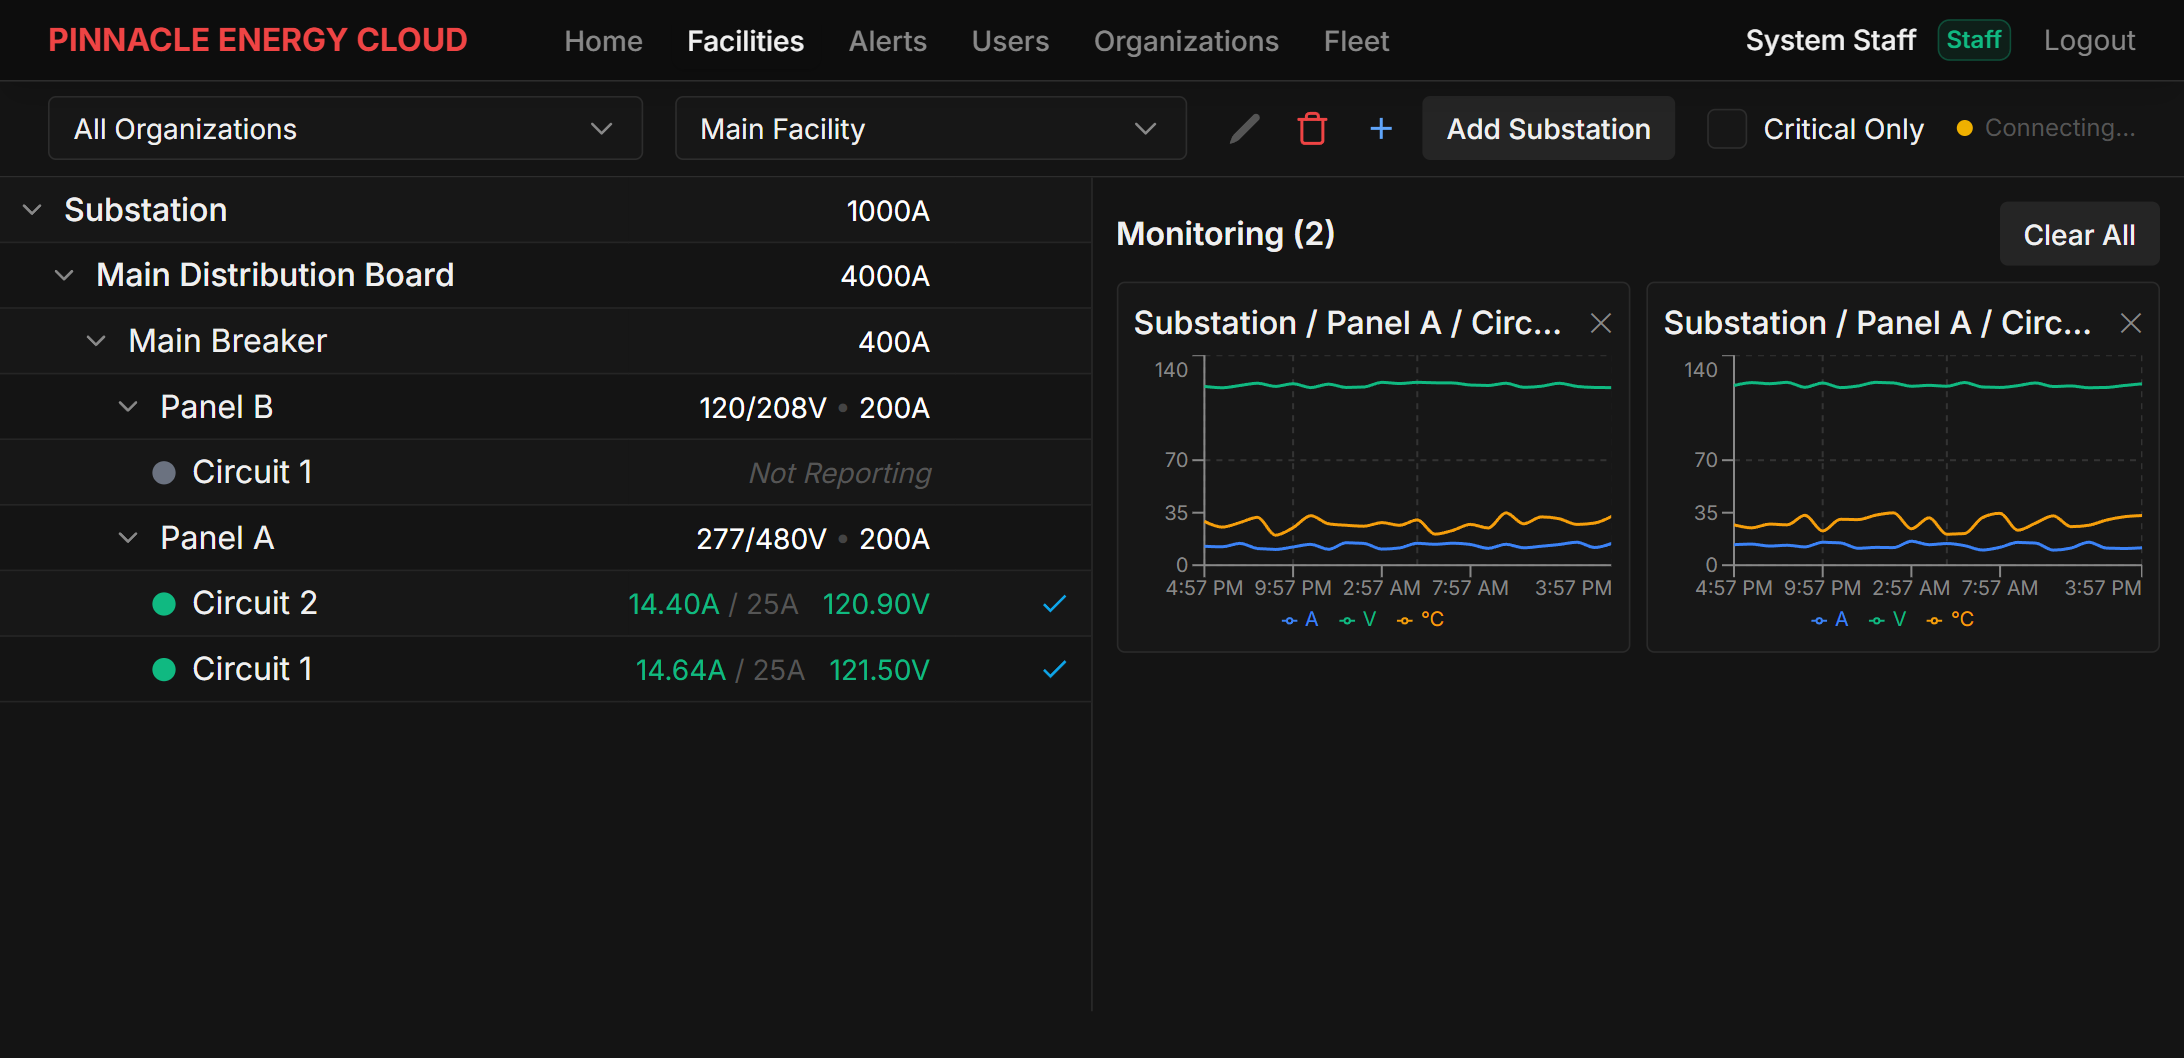 PINNACLE ENERGY CLOUD Home Facilities Alerts Users Organizations Fleet System Staff Staff Logout
All Organizations Main Facility Add Substation Critical Only Connecting...
Substation 1000A
Main Distribution Board 4000A
Main Breaker 400A
Panel B 120/208V • 200A
Circuit 1 Not Reporting
Panel A 277/480V • 200A
Circuit 2 14.40A / 25A 120.90V
Circuit 1 14.64A / 25A 121.50V
Monitoring (2) Clear All
Substation / Panel A / Circ...
140
70
35
0
4:57 PM 9:57 PM 2:57 AM 7:57 AM 3:57 PM
A V °C
Substation / Panel A / Circ...
140
70
35
0
4:57 PM 9:57 PM 2:57 AM 7:57 AM 3:57 PM
A V °C